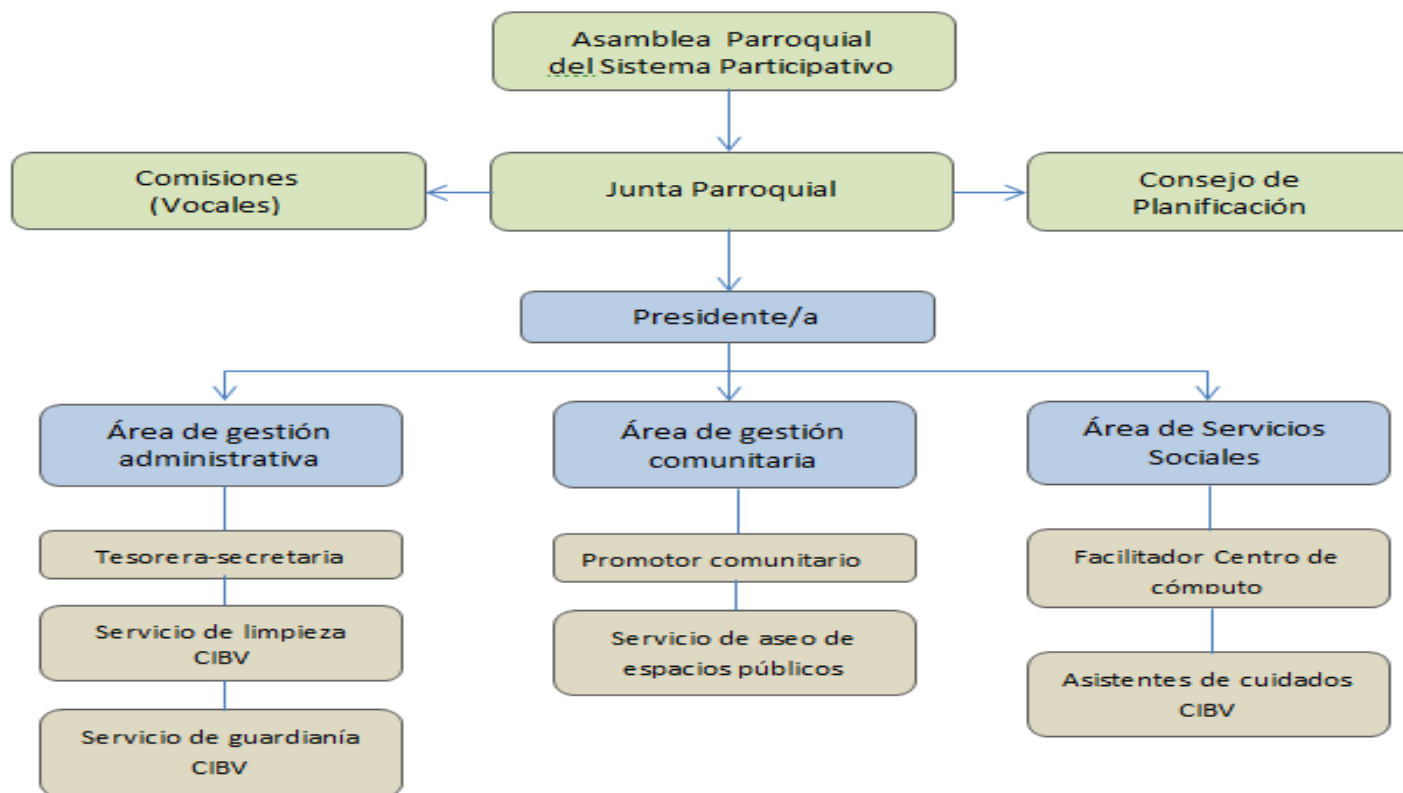 Asamblea Parroquial
del Sistema Participativo
Comisiones
(Vocales)
Junta Parroquial
Consejo de
Planificación
Presidente/a
Área de gestión
administrativa
Área de gestión
comunitaria
Área de Servicios
Sociales
Tesorera-secretaria
Promotor comunitario
Facilitador Centro de
cómputo
Servicio de limpieza
CIBV
Servicio de aseo de
espacios públicos
Asistentes de cuidados
CIBV
Servicio de guardianía
CIBV